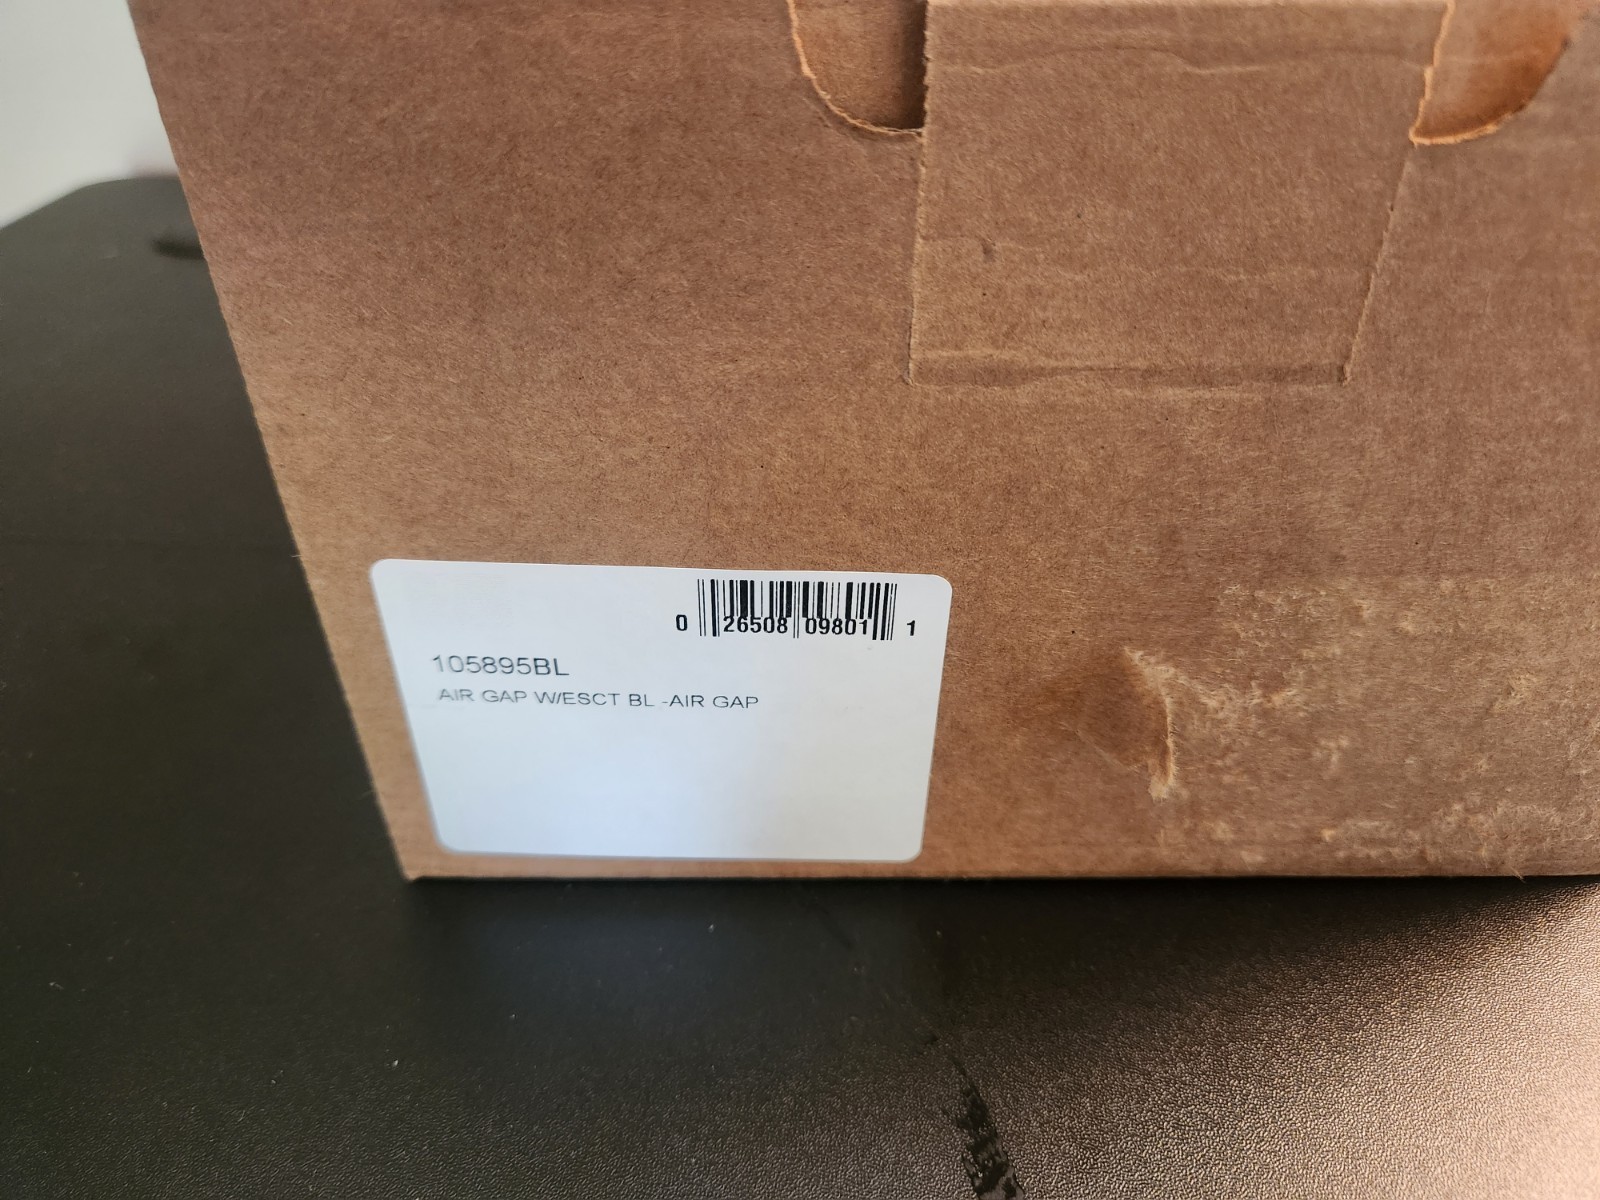 0 26508 09801 1
105895BL
AIR GAP W/ESCT BL -AIR GAP